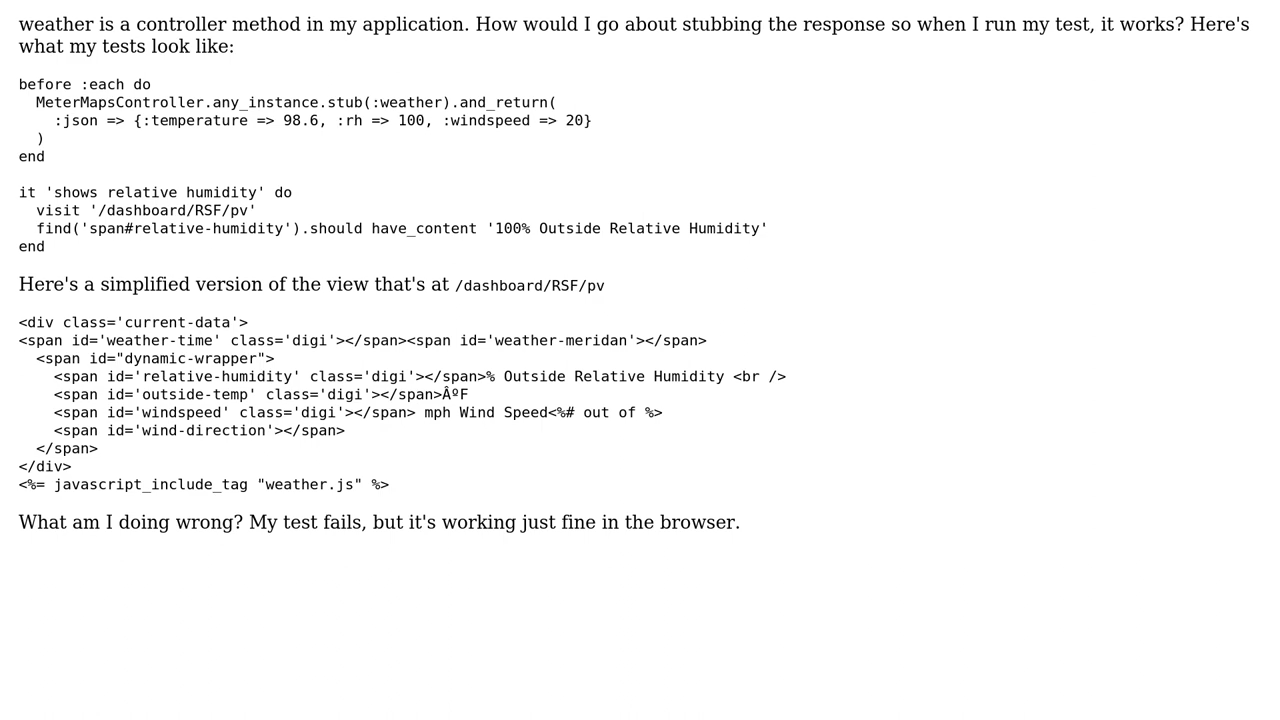 weather is a controller method in my application. How would I go about stubbing the response so when I run my test, it works? Here's
what my tests look like:
before :each do
  MeterMapsController.any_instance.stub(:weather).and_return(
    :json => {:temperature => 98.6, :rh => 100, :windspeed => 20}
  )
end
it 'shows relative humidity' do
  visit '/dashboard/RSF/pv'
  find('span#relative-humidity').should have_content '100% Outside Relative Humidity'
end
Here's a simplified version of the view that's at /dashboard/RSF/pv
<div class='current-data'>
<span id='weather-time' class='digi'></span><span id='weather-meridan'></span>
  <span id="dynamic-wrapper">
    <span id='relative-humidity' class='digi'></span>% Outside Relative Humidity <br />
    <span id='outside-temp' class='digi'></span>ÂºF
    <span id='windspeed' class='digi'></span> mph Wind Speed<%# out of %>
    <span id='wind-direction'></span>
  </span>
</div>
<%= javascript_include_tag "weather.js" %>
What am I doing wrong? My test fails, but it's working just fine in the browser.